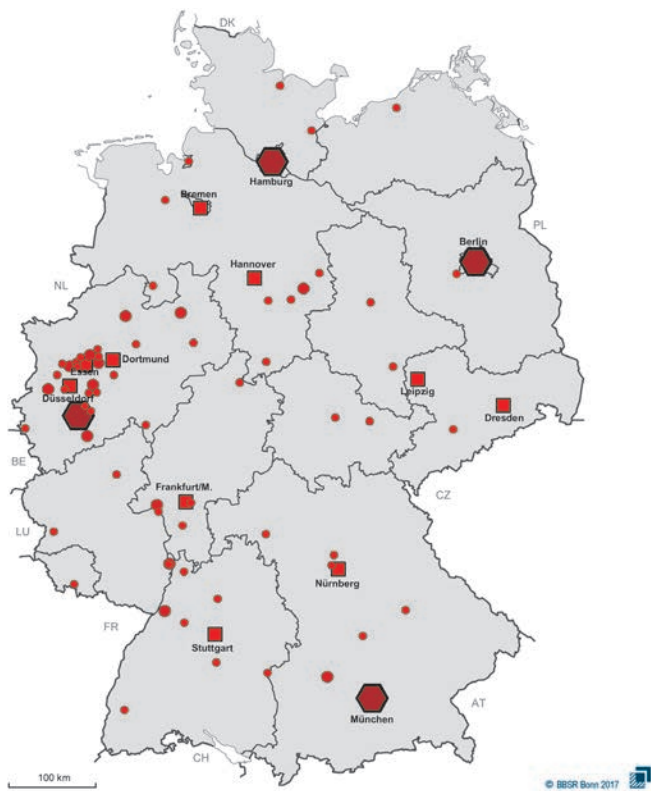 DK
Hamburg
Bremen
PL
Berlin
Hannover
NL
Dortmund
Essen
Düsseldorf
Leipzig
Dresden
BE
Frankfurt/M.
CZ
LU
Nürnberg
FR
Stuttgart
AT
München
CH
100 km
© BBSR Bonn 2017